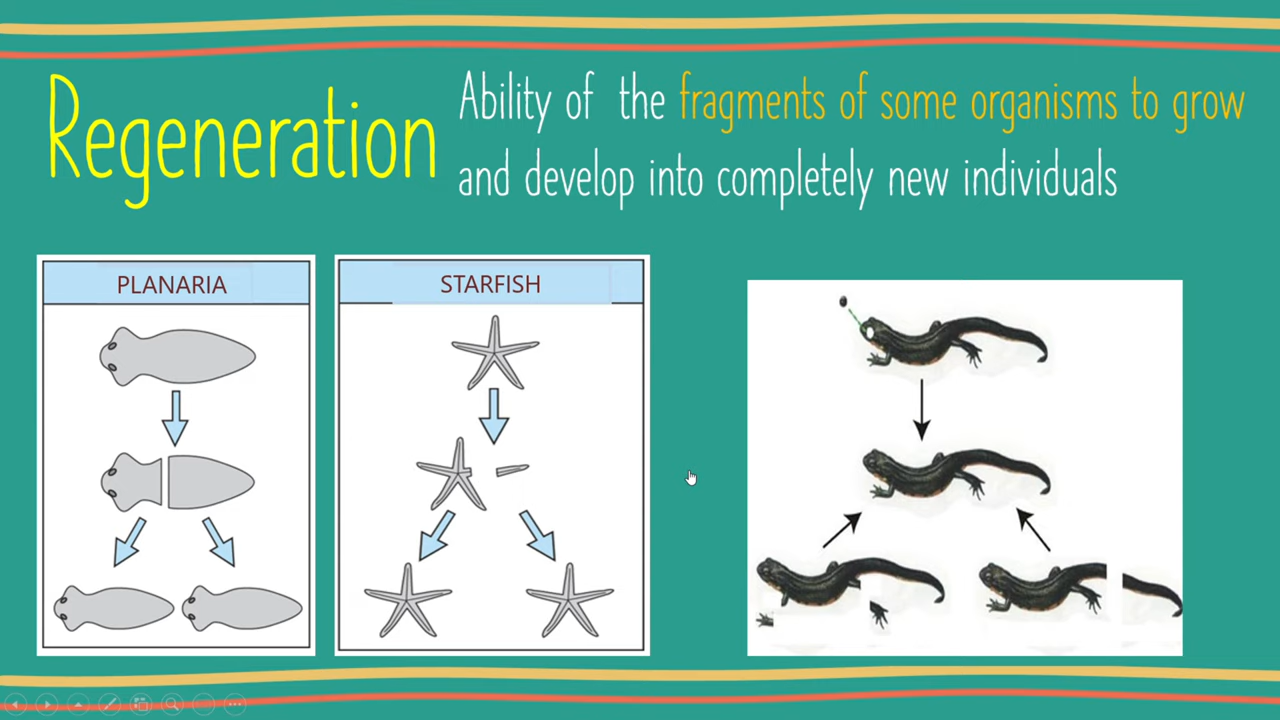 Regeneration
Ability of the fragments of some organisms to grow
and develop into completely new individuals
PLANARIA
STARFISH